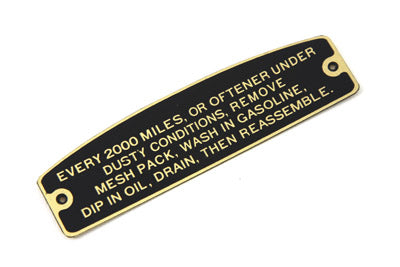 EVERY 2000 MILES, OR OFTENER UNDER
DUSTY CONDITIONS, REMOVE
MESH PACK, WASH IN GASOLINE,
DIP IN OIL, DRAIN, THEN REASSEMBLE.